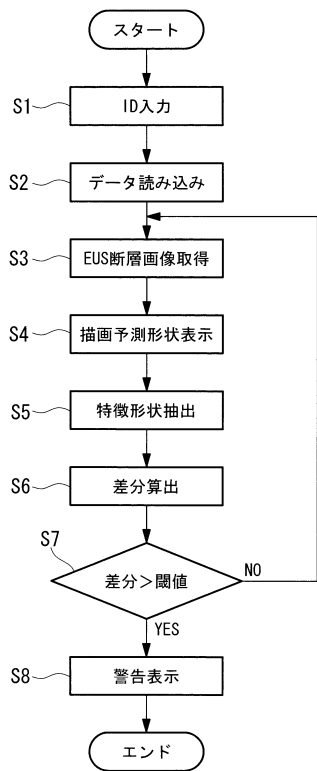 スタート
S1 ID入力
S2 データ読み込み
S3 EUS断層画像取得
S4 描画予測形状表示
S5 特徴形状抽出
S6 差分算出
S7
差分>閾値 NO
YES
S8 警告表示
エンド